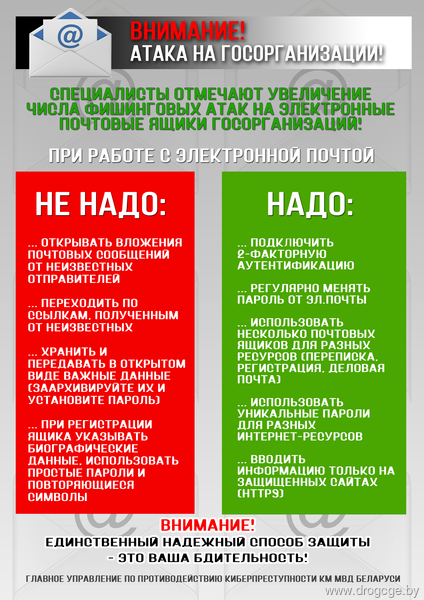 ВНИМАНИЕ!
АТАКА НА ГОСОРГАНИЗАЦИИ!
СПЕЦИАЛИСТЫ ОТМЕЧАЮТ УВЕЛИЧЕНИЕ
ЧИСЛА ФИШИНГОВЫХ АТАК НА ЭЛЕКТРОННЫЕ
ПОЧТОВЫЕ ЯЩИКИ ГОСОРГАНИЗАЦИЙ!
ПРИ РАБОТЕ С ЭЛЕКТРОННОЙ ПОЧТОЙ
НЕ НАДО:
... ОТКРЫВАТЬ ВЛОЖЕНИЯ
ПОЧТОВЫХ СООБЩЕНИЙ
ОТ НЕИЗВЕСТНЫХ
ОТПРАВИТЕЛЕЙ
... ПЕРЕХОДИТЬ ПО
ССЫЛКАМ, ПОЛУЧЕННЫМ
ОТ НЕИЗВЕСТНЫХ
... ХРАНИТЬ И
ПЕРЕДАВАТЬ В ОТКРЫТОМ
ВИДЕ ВАЖНЫЕ ДАННЫЕ
(ЗААРХИВИРУЙТЕ ИХ И
УСТАНОВИТЕ ПАРОЛЬ)
... ПРИ РЕГИСТРАЦИИ
ЯЩИКА УКАЗЫВАТЬ
БИОГРАФИЧЕСКИЕ
ДАННЫЕ, ИСПОЛЬЗОВАТЬ
ПРОСТЫЕ ПАРОЛИ И
ПОВТОРЯЮЩИЕСЯ
СИМВОЛЫ
НАДО:
... ПОДКЛЮЧИТЬ
2-ФАКТОРНУЮ
АУТЕНТИФИКАЦИЮ
... РЕГУЛЯРНО МЕНЯТЬ
ПАРОЛЬ ОТ ЭЛ.ПОЧТЫ
... ИСПОЛЬЗОВАТЬ
НЕСКОЛЬКО ПОЧТОВЫХ
ЯЩИКОВ ДЛЯ РАЗНЫХ
РЕСУРСОВ (ПЕРЕПИСКА,
РЕГИСТРАЦИЯ, ДЕЛОВАЯ
ПОЧТА)
... ИСПОЛЬЗОВАТЬ
УНИКАЛЬНЫЕ ПАРОЛИ
ДЛЯ РАЗНЫХ
ИНТЕРНЕТ-РЕСУРСОВ
... ВВОДИТЬ
ИНФОРМАЦИЮ ТОЛЬКО НА
ЗАЩИЩЕННЫХ САЙТАХ
(HTTPS)
ВНИМАНИЕ!
ЕДИНСТВЕННЫЙ НАДЕЖНЫЙ СПОСОБ ЗАЩИТЫ
- ЭТО ВАША БДИТЕЛЬНОСТЬ!
ГЛАВНОЕ УПРАВЛЕНИЕ ПО ПРОТИВОДЕЙСТВИЮ КИБЕРПРЕСТУПНОСТИ КМ МВД БЕЛАРУСИ
www.drogcge.by